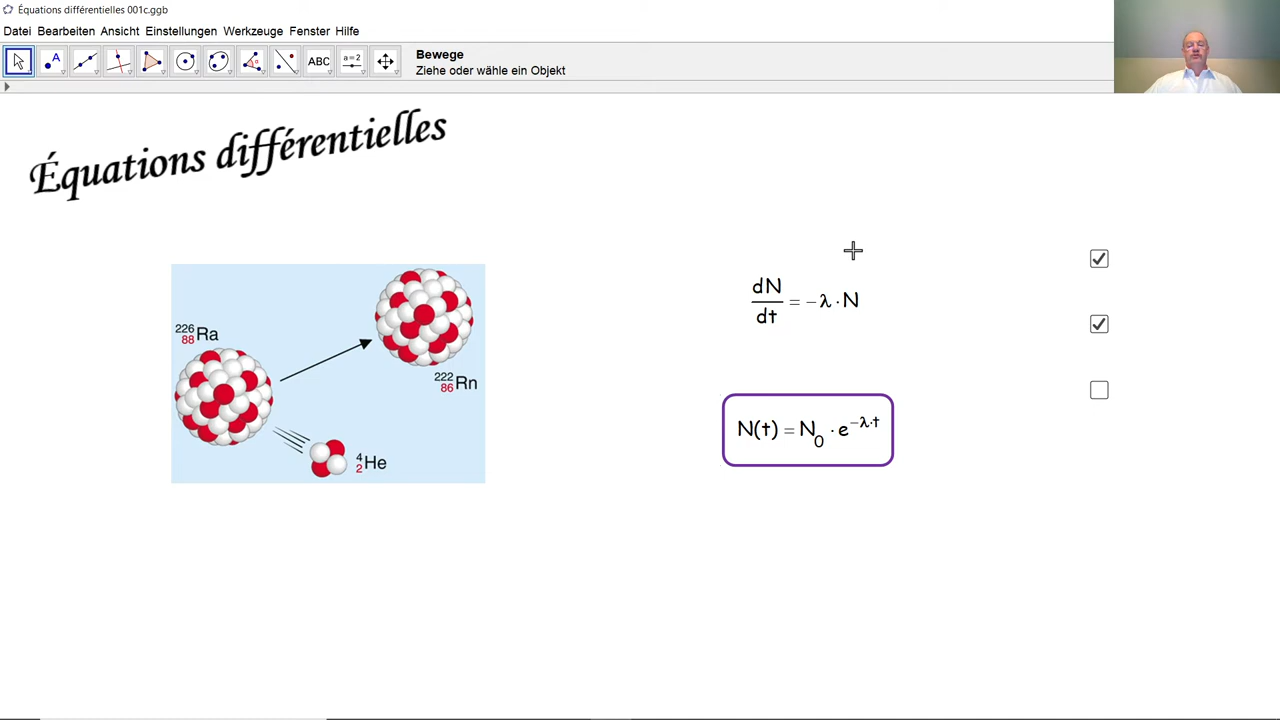 Équations différentielles 001c.ggb
Datei Bearbeiten Ansicht Einstellungen Werkzeuge Fenster Hilfe
A
ABC
a=2
Bewege
Ziehe oder wähle ein Objekt
Équations différentielles
226 88 Ra
222 86 Rn
4 2 He
dN/dt = −λ · N
N(t) = N₀ · e^(−λ·t)